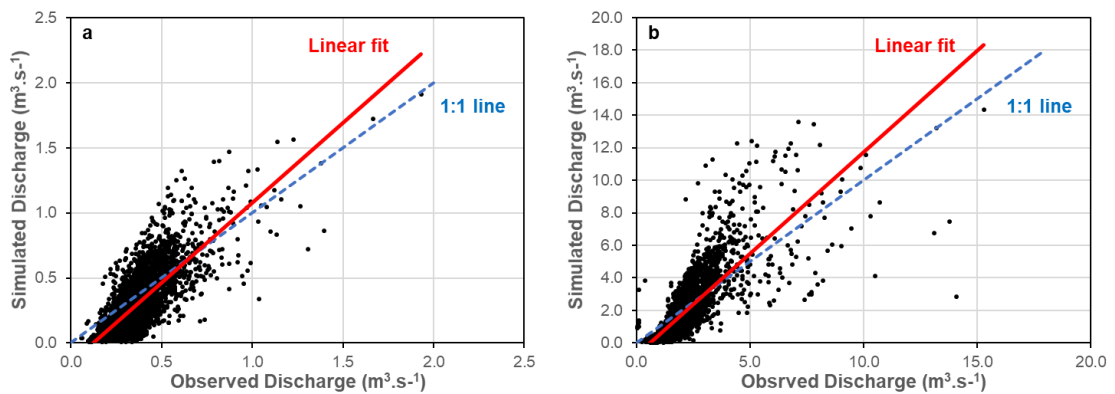 a
Linear fit
1:1 line
Simulated Discharge (m³.s⁻¹)
2.5
2.0
1.5
1.0
0.5
0.0
0.0 0.5 1.0 1.5 2.0 2.5
Observed Discharge (m³.s⁻¹)
b
Linear fit
1:1 line
Simulated Discharge (m³.s⁻¹)
20.0
18.0
16.0
14.0
12.0
10.0
8.0
6.0
4.0
2.0
0.0
0.0 5.0 10.0 15.0 20.0
Obsrved Discharge (m³.s⁻¹)